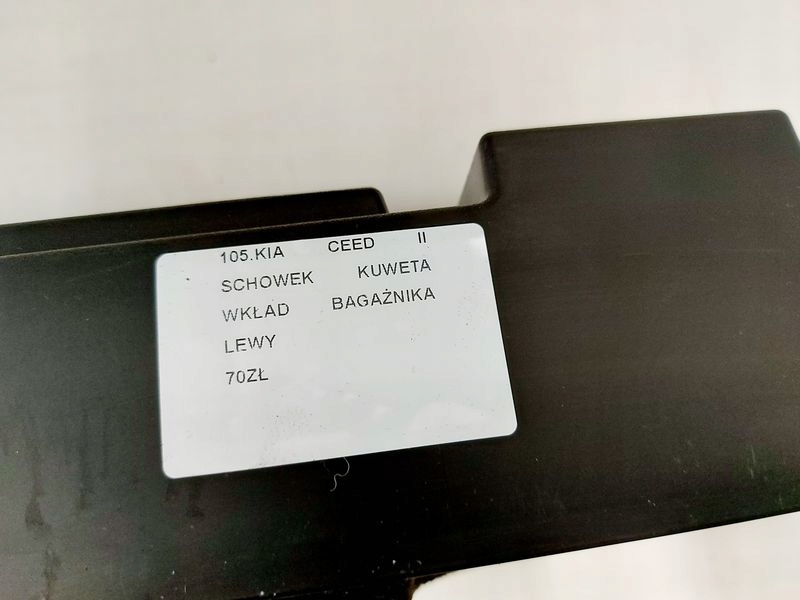 105.KIA CEED II
SCHOWEK KUWETA
WKŁAD BAGAŻNIKA
LEWY
70ZŁ